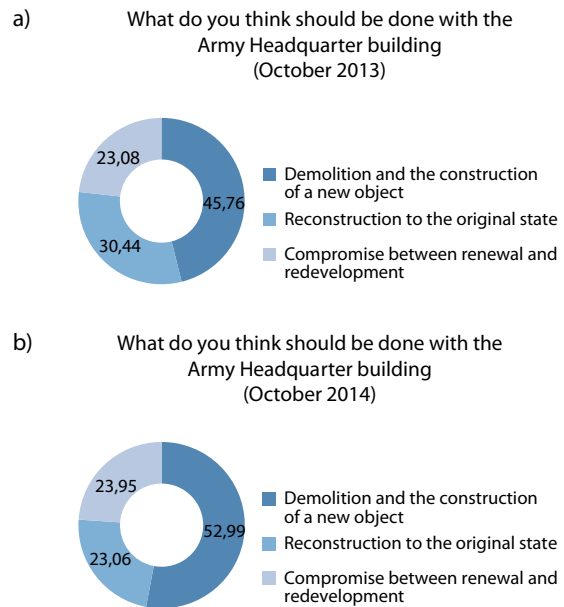 a)
What do you think should be done with the
Army Headquarter building
(October 2013)
23,08
45,76
30,44
Demolition and the construction
of a new object
Reconstruction to the original state
Compromise between renewal and
redevelopment
b)
What do you think should be done with the
Army Headquarter building
(October 2014)
23,95
52,99
23,06
Demolition and the construction
of a new object
Reconstruction to the original state
Compromise between renewal and
redevelopment